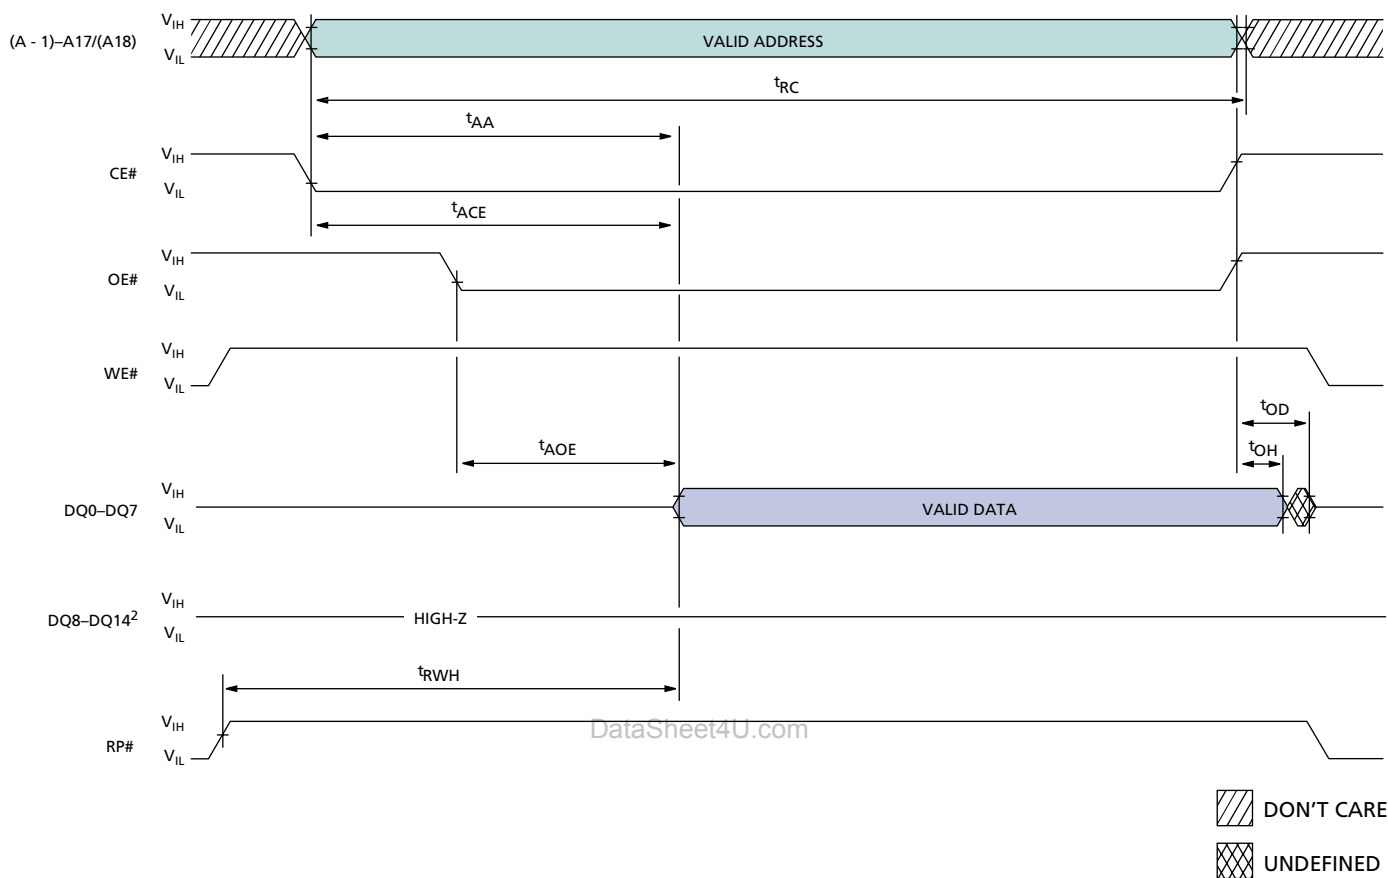 (A - 1)–A17/(A18) VIH VIL VALID ADDRESS
tRC
tAA
CE# VIH VIL
tACE
OE# VIH VIL
WE# VIH VIL
tOD
tAOE tOH
DQ0–DQ7 VIH VIL VALID DATA
DQ8–DQ14² VIH VIL HIGH-Z
tRWH
RP# VIH VIL
DataSheet4U.com
DON'T CARE
UNDEFINED